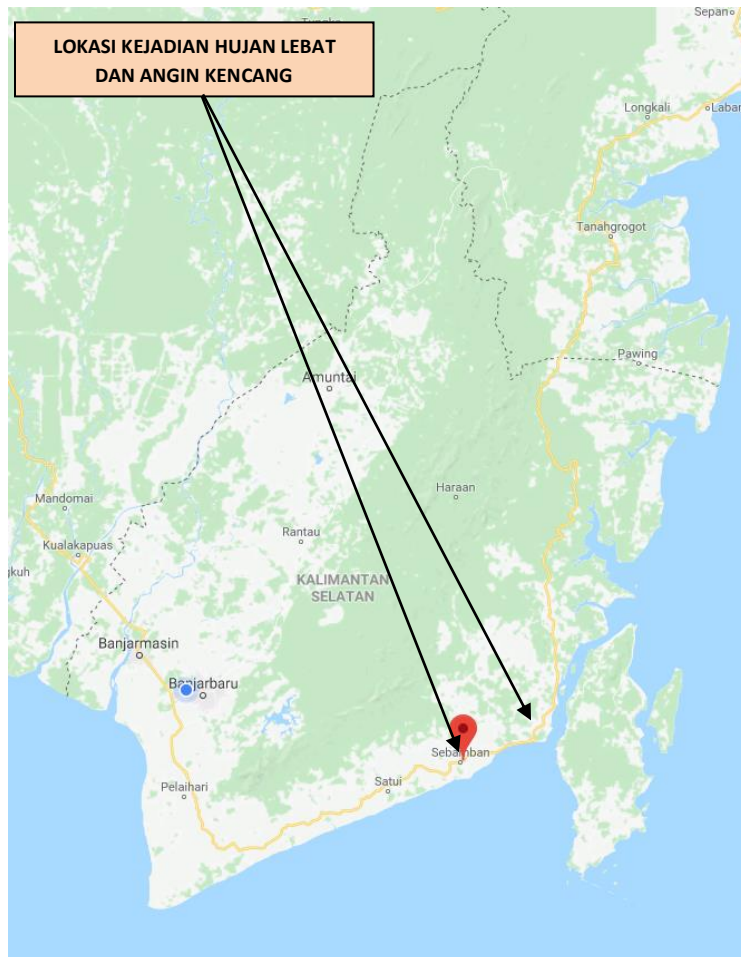 LOKASI KEJADIAN HUJAN LEBAT
DAN ANGIN KENCANG
Sepan
Longkali
Tanahgrogot
Pawing
Amuntai
Haraan
Mandomai
Rantau
Kualakapuas
KALIMANTAN
SELATAN
Banjarmasin
Banjarbaru
Sebamban
Satui
Pelaihari